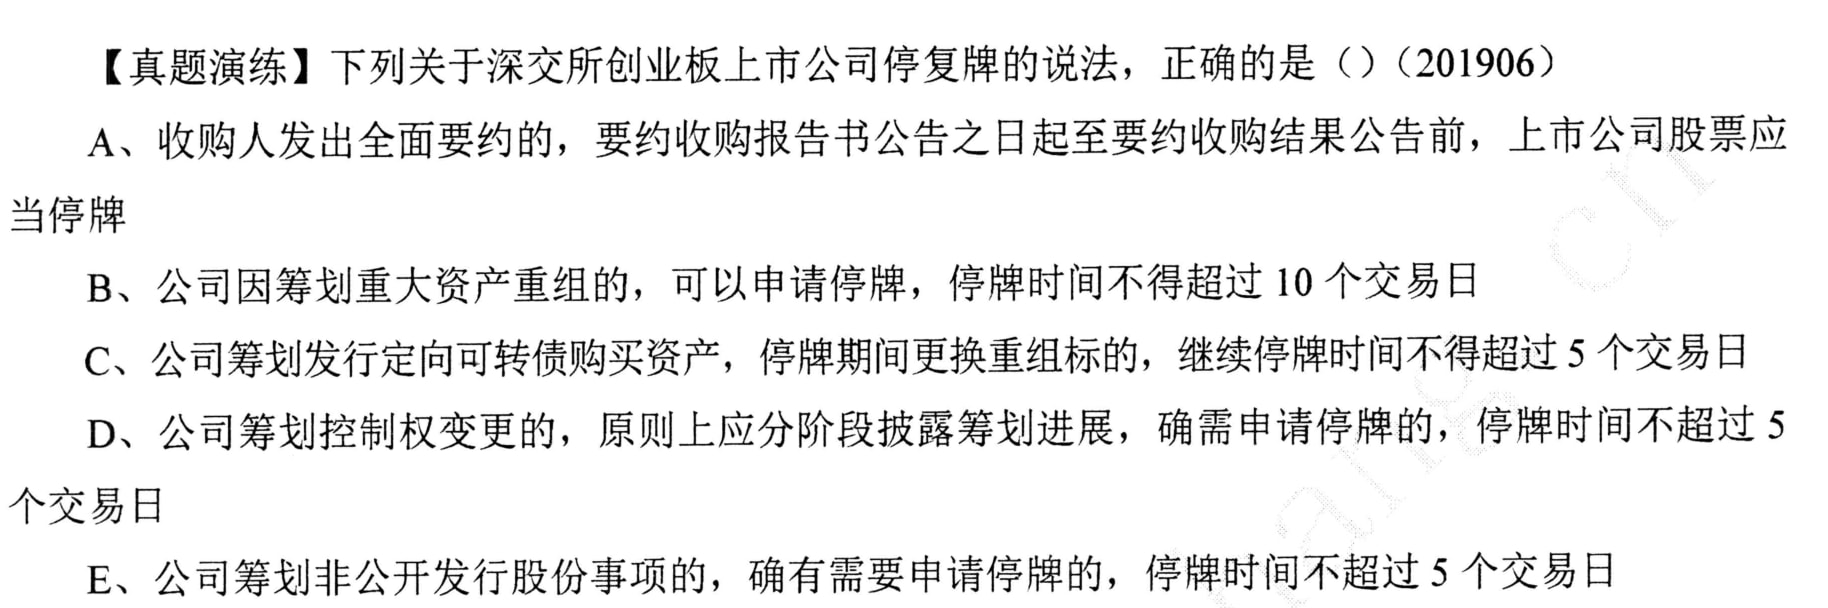 【真题演练】下列关于深交所创业板上市公司停复牌的说法，正确的是（）（201906）
A、收购人发出全面要约的，要约收购报告书公告之日起至要约收购结果公告前，上市公司股票应
当停牌
B、公司因筹划重大资产重组的，可以申请停牌，停牌时间不得超过 10 个交易日
C、公司筹划发行定向可转债购买资产，停牌期间更换重组标的，继续停牌时间不得超过 5 个交易日
D、公司筹划控制权变更的，原则上应分阶段披露筹划进展，确需申请停牌的，停牌时间不超过 5
个交易日
E、公司筹划非公开发行股份事项的，确有需要申请停牌的，停牌时间不超过 5 个交易日